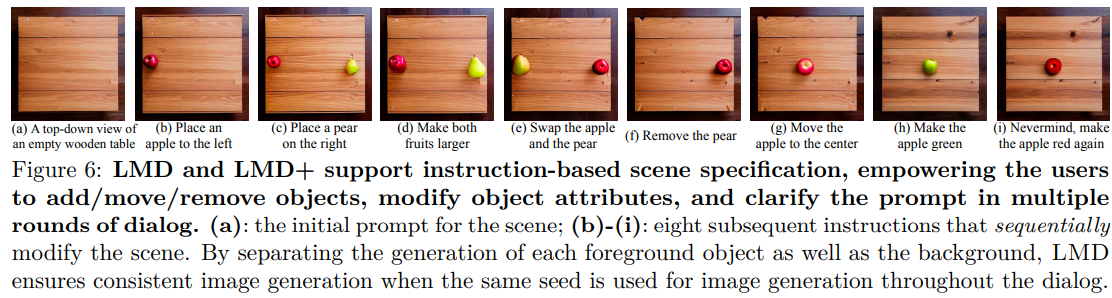 (a) A top-down view of
an empty wooden table
(b) Place an
apple to the left
(c) Place a pear
on the right
(d) Make both
fruits larger
(e) Swap the apple
and the pear
(f) Remove the pear
(g) Move the
apple to the center
(h) Make the
apple green
(i) Nevermind, make
the apple red again
Figure 6: LMD and LMD+ support instruction-based scene specification, empowering the users
to add/move/remove objects, modify object attributes, and clarify the prompt in multiple
rounds of dialog. (a): the initial prompt for the scene; (b)-(i): eight subsequent instructions that sequentially
modify the scene. By separating the generation of each foreground object as well as the background, LMD
ensures consistent image generation when the same seed is used for image generation throughout the dialog.